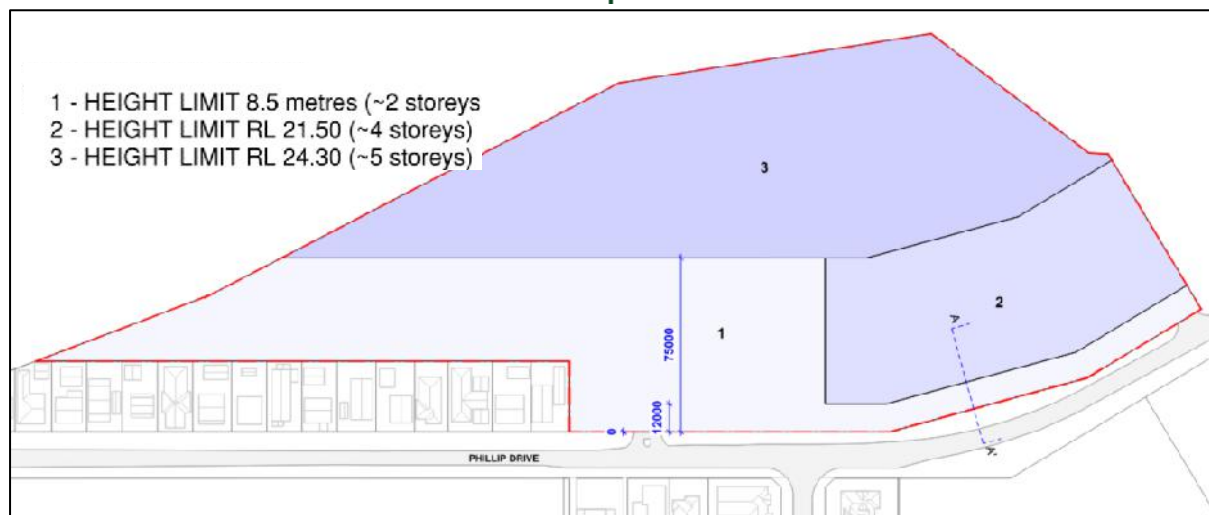 1 - HEIGHT LIMIT 8.5 metres (~2 storeys
2 - HEIGHT LIMIT RL 21.50 (~4 storeys)
3 - HEIGHT LIMIT RL 24.30 (~5 storeys)
3
2
1
A
75000
12000
0
A'
PHILLIP DRIVE